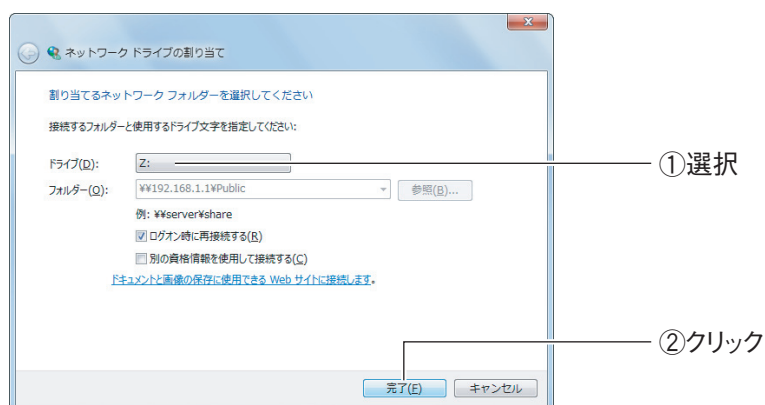 ネットワーク ドライブの割り当て
割り当てるネットワーク フォルダーを選択してください
接続するフォルダーと使用するドライブ文字を指定してください:
ドライブ(D): Z: ①選択
フォルダー(O): ¥¥192.168.1.1¥Public 参照(B)...
例: ¥¥server¥share
ログオン時に再接続する(R)
別の資格情報を使用して接続する(C)
ドキュメントと画像の保存に使用できる Web サイトに接続します。
②クリック
完了(F) キャンセル